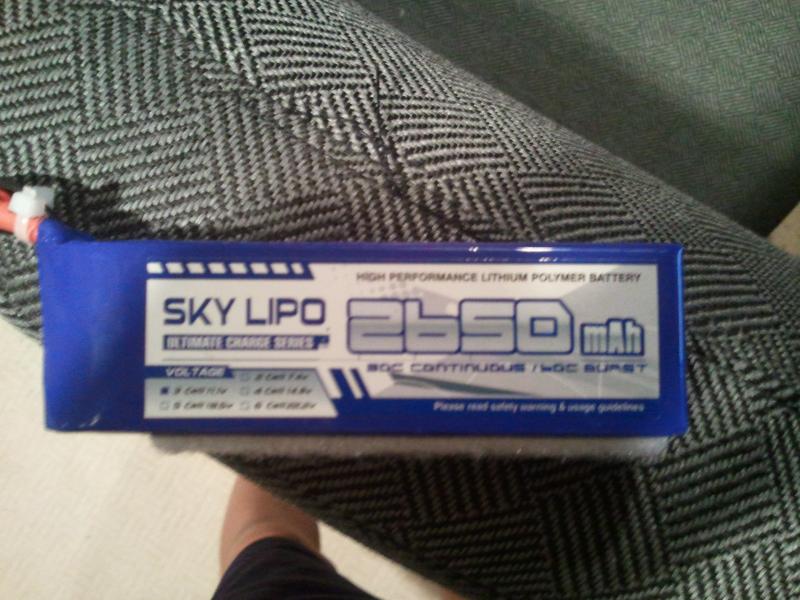 HIGH PERFORMANCE LITHIUM POLYMER BATTERY
SKY LIPO
2650 mAh
ULTIMATE CHARGE SERIES
30C CONTINUOUS / 60C BURST
VOLTAGE
2 Cell 7.4v
3 Cell 11.1v
4 Cell 14.8v
5 Cell 18.5v
6 Cell 22.2v
Please read safety warning & usage guidelines